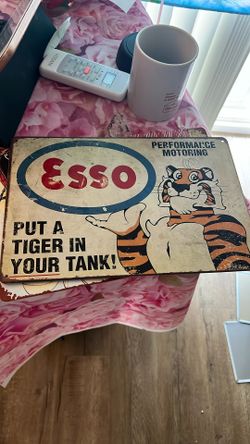 PERFORMANCE
MOTORING
Esso
PUT A
TIGER IN
YOUR TANK!